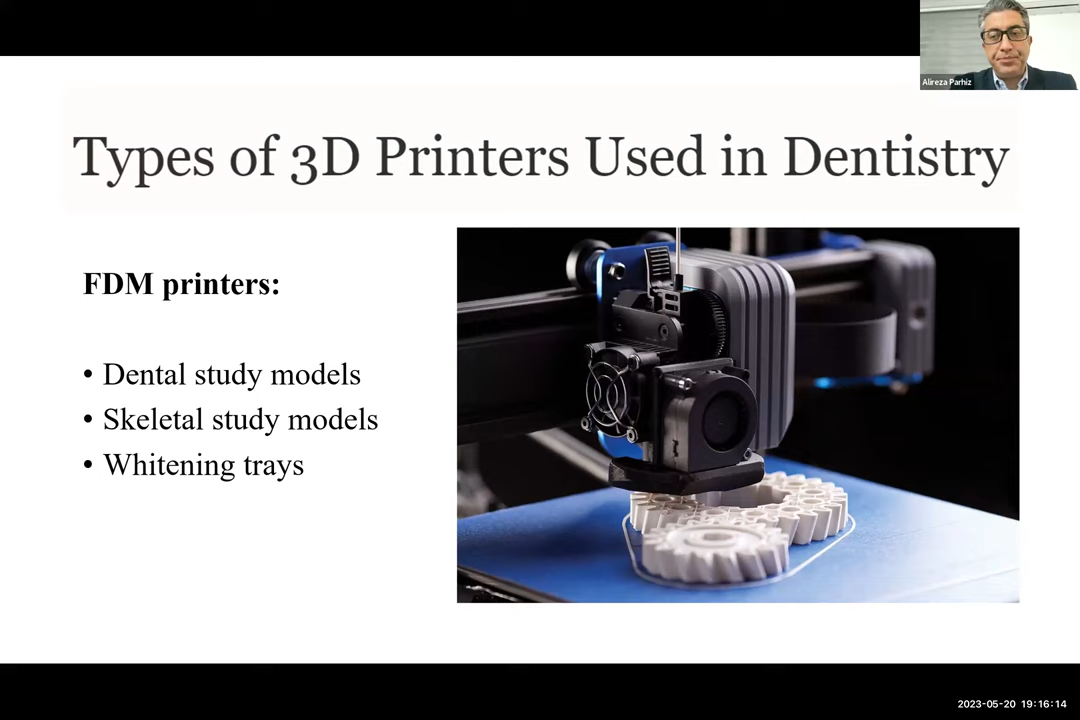 Alireza Parhiz
Types of 3D Printers Used in Dentistry
FDM printers:
• Dental study models
• Skeletal study models
• Whitening trays
2023-05-20 19:16:14